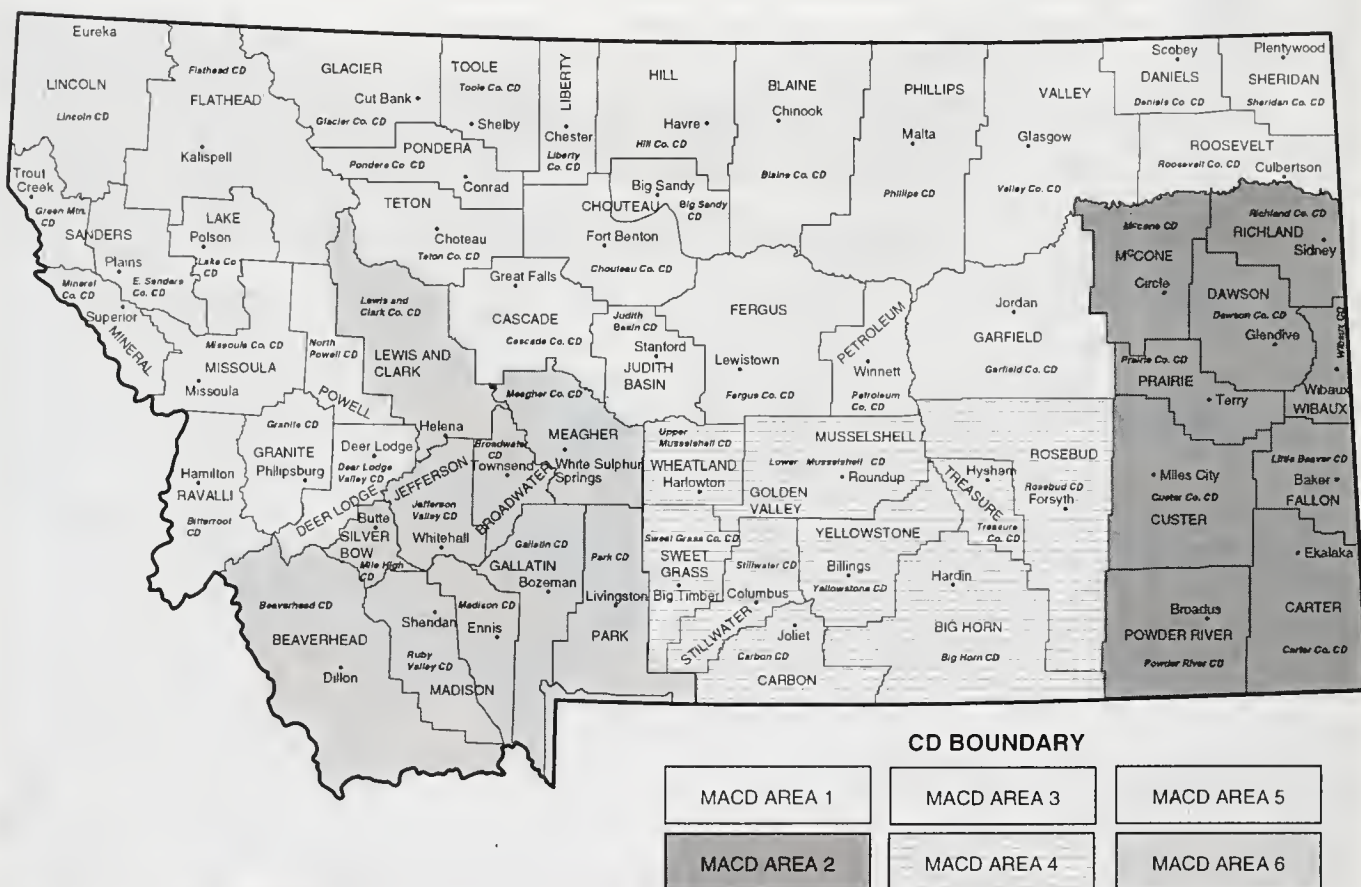 Eureka
LINCOLN
Lincoln CD
Flathead CD
FLATHEAD
Kalispell
GLACIER
Cut Bank
Glacier Co. CD
TOOLE
Toole Co. CD
Shelby
LIBERTY
Chester
Liberty
Co. CD
HILL
Havre
Hill Co. CD
BLAINE
Chinook
Blaine Co. CD
PHILLIPS
Malta
Phillips CD
VALLEY
Glasgow
Valley Co. CD
Scobey
DANIELS
Daniels Co. CD
Plentywood
SHERIDAN
Sheridan Co. CD
ROOSEVELT
Roosevelt Co. CD
Culbertson
PONDERA
Pondera Co. CD
Conrad
TETON
Choteau
Teton Co. CD
Big Sandy
CHOUTEAU
Big Sandy
CD
Fort Benton
Chouteau Co. CD
Trout
Creek
Green Mtn.
CD
SANDERS
Plains
E. Sanders
Co. CD
LAKE
Polson
Lake Co
CD
Mineral
Co. CD
Superior
MINERAL
Missoula Co. CD
MISSOULA
Missoula
North
Powell CD
POWELL
Lewis and
Clark Co. CD
LEWIS AND
CLARK
Helena
Great Falls
CASCADE
Cascade Co. CD
Judith
Basin CD
Stanford
JUDITH
BASIN
FERGUS
Lewistown
Fergus Co. CD
PETROLEUM
Winnett
Petroleum
Co. CD
Jordan
GARFIELD
Garfield Co. CD
McCone CD
McCONE
Circle
Richland Co. CD
RICHLAND
Sidney
DAWSON
Dawson Co. CD
Glendive
Wibaux CD
Wibaux
WIBAUX
Prairie Co. CD
PRAIRIE
Terry
Granite CD
GRANITE
Philipsburg
Deer Lodge
Deer Lodge
Valley CD
DEER LODGE
Hamilton
RAVALLI
Bitterroot
CD
Butte
SILVER
BOW
Mile High
CD
JEFFERSON
Jefferson
Valley CD
Whitehall
Broadwater
CD
Townsend
BROADWATER
Meagher Co. CD
MEAGHER
White Sulphur
Springs
Upper
Musselshell CD
WHEATLAND
Harlowton
MUSSELSHELL
Lower Musselshell CD
Roundup
GOLDEN
VALLEY
ROSEBUD
Rosebud CD
Forsyth
Hysham
TREASURE
Treasure
Co. CD
Miles City
Custer Co. CD
CUSTER
Little Beaver CD
Baker
FALLON
Ekalaka
CARTER
Carter Co. CD
Broadus
POWDER RIVER
Powder River CD
Beaverhead CD
BEAVERHEAD
Dillon
Sheridan
Ruby
Valley CD
Madison CD
Ennis
MADISON
Gallatin CD
GALLATIN
Bozeman
Park CD
Livingston
PARK
Sweet Grass Co. CD
SWEET
GRASS
Big Timber
Stillwater CD
Columbus
STILLWATER
YELLOWSTONE
Billings
Yellowstone CD
Joliet
Carbon CD
CARBON
Hardin
BIG HORN
Big Horn CD
CD BOUNDARY
MACD AREA 1
MACD AREA 3
MACD AREA 5
MACD AREA 2
MACD AREA 4
MACD AREA 6